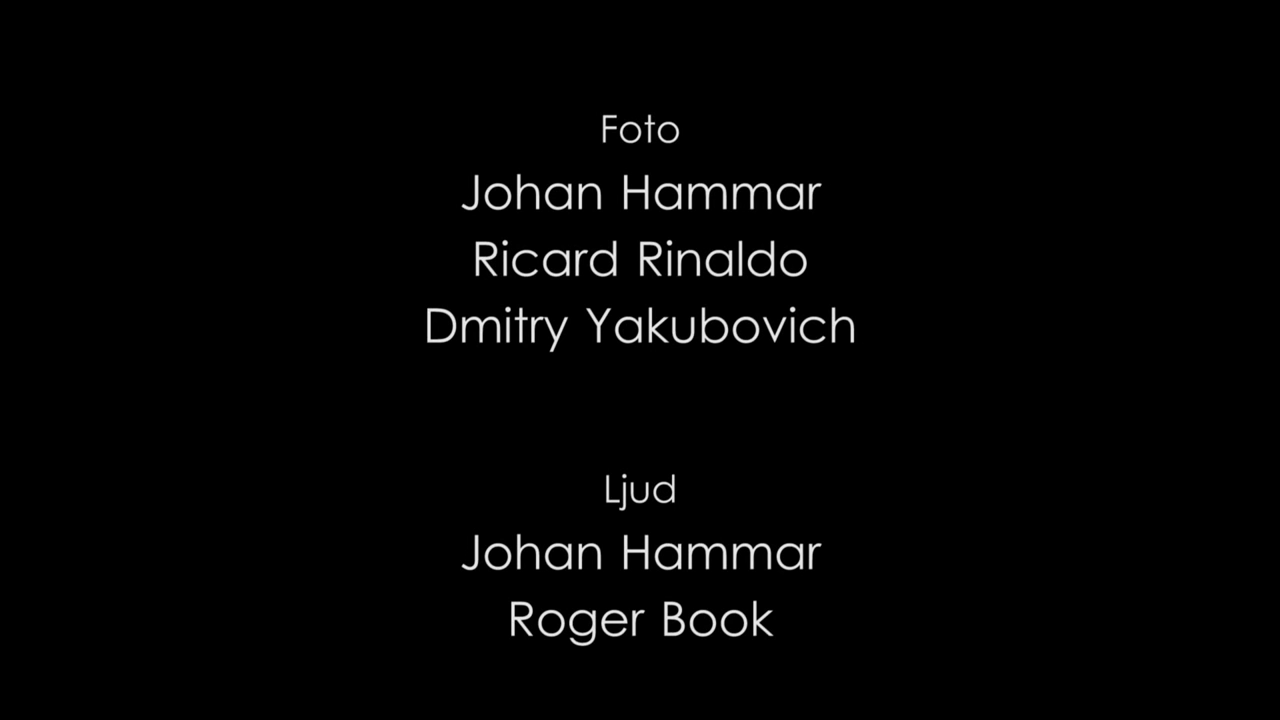 Foto
Johan Hammar
Ricard Rinaldo
Dmitry Yakubovich
Ljud
Johan Hammar
Roger Book